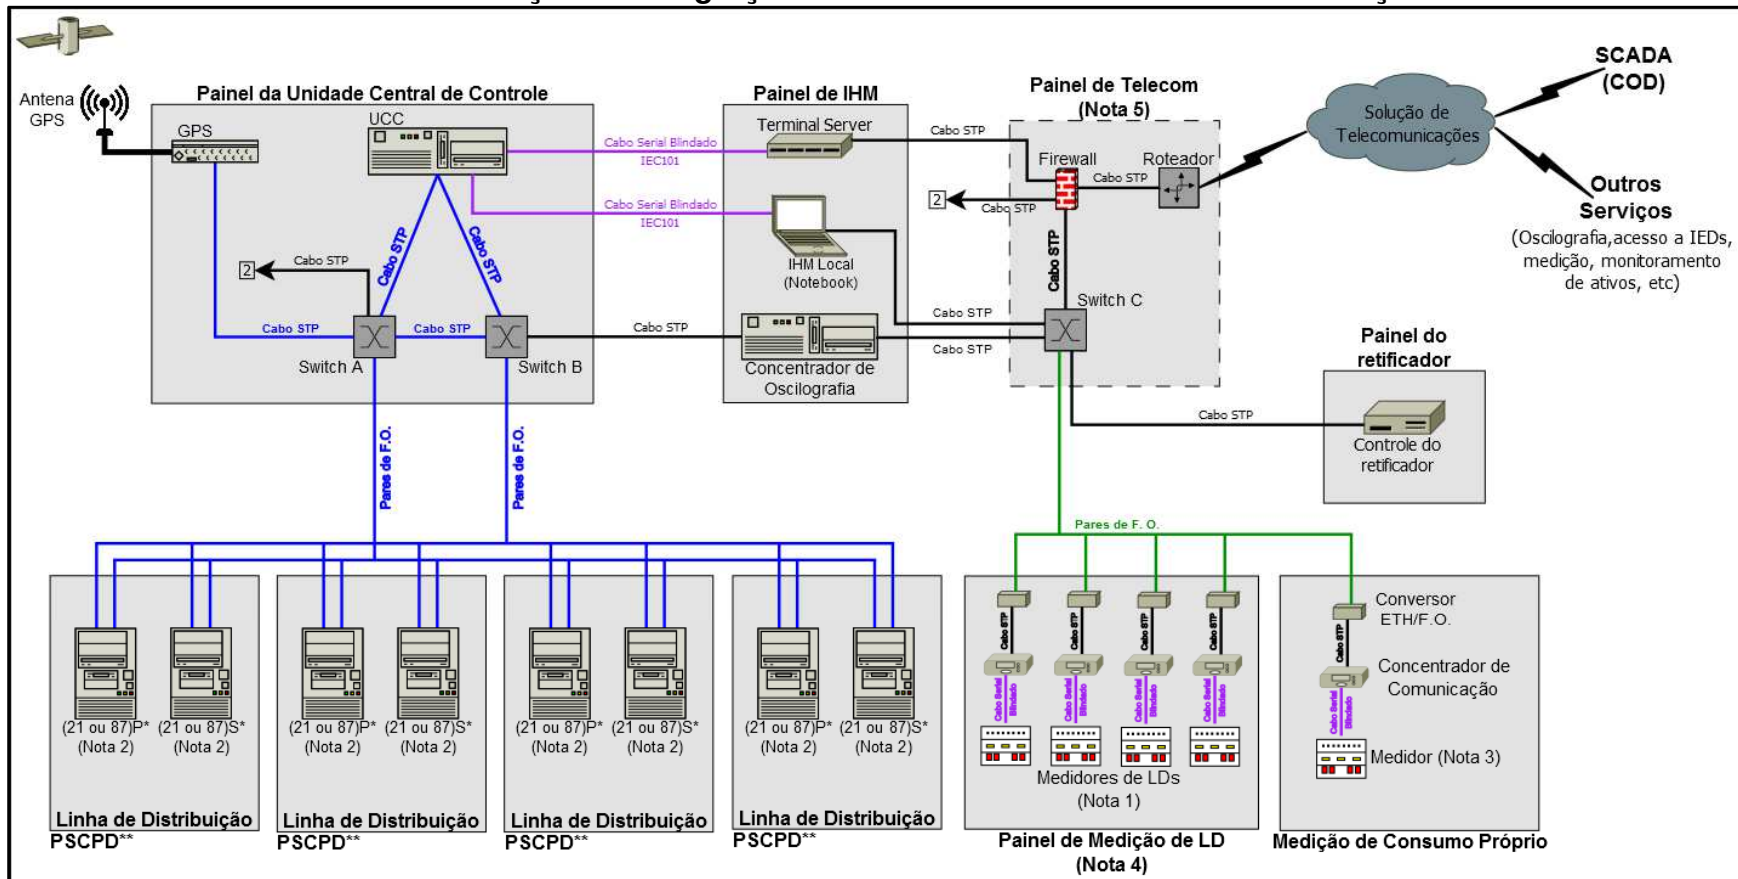 Antena
GPS
Painel da Unidade Central de Controle
GPS
UCC
Cabo STP
Cabo STP
2
Cabo STP
Cabo STP
Cabo STP
Switch A
Switch B
Cabo Serial Blindado
IEC101
Cabo Serial Blindado
IEC101
Cabo STP
Painel de IHM
Terminal Server
IHM Local
(Notebook)
Concentrador de
Oscilografia
Cabo STP
2
Cabo STP
Cabo STP
Cabo STP
Painel de Telecom
(Nota 5)
Firewall
Roteador
Cabo STP
Cabo STP
Switch C
Solução de
Telecomunicações
SCADA
(COD)
Outros
Serviços
(Oscilografia,acesso a IEDs,
medição, monitoramento
de ativos, etc)
Painel do
retificador
Cabo STP
Controle do
retificador
Pares de F.O.
Pares de F.O.
Pares de F. O.
(21 ou 87)P*
(Nota 2)
(21 ou 87)S*
(Nota 2)
Linha de Distribuição
PSCPD**
(21 ou 87)P*
(Nota 2)
(21 ou 87)S*
(Nota 2)
Linha de Distribuição
PSCPD**
(21 ou 87)P*
(Nota 2)
(21 ou 87)S*
(Nota 2)
Linha de Distribuição
PSCPD**
(21 ou 87)P*
(Nota 2)
(21 ou 87)S*
(Nota 2)
Linha de Distribuição
PSCPD**
Cabo STP
Cabo STP
Cabo STP
Cabo STP
Cabo Serial
Blindado
Cabo Serial
Blindado
Cabo Serial
Blindado
Cabo Serial
Blindado
Medidores de LDs
(Nota 1)
Painel de Medição de LD
(Nota 4)
Conversor
ETH/F.O.
Cabo STP
Concentrador de
Comunicação
Cabo Serial
Blindado
Medidor (Nota 3)
Medição de Consumo Próprio